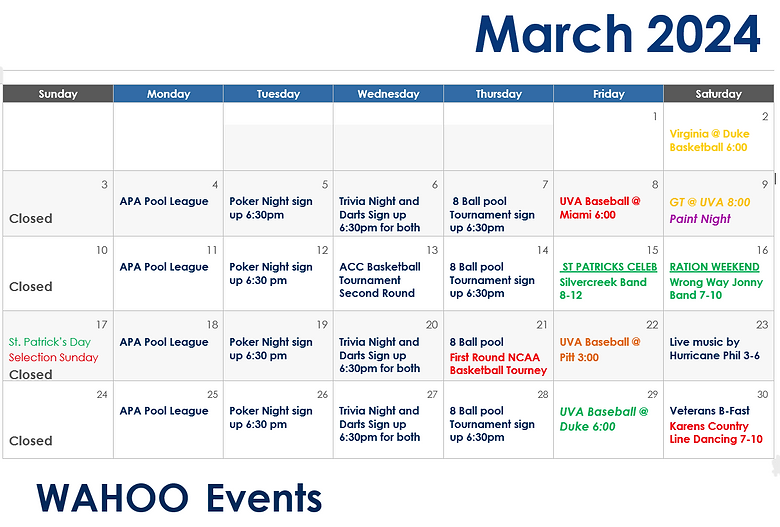 March 2024
Sunday Monday Tuesday Wednesday Thursday Friday Saturday
1
2
Virginia @ Duke
Basketball 6:00
3
Closed
4
APA Pool League
5
Poker Night sign
up 6:30pm
6
Trivia Night and
Darts Sign up
6:30pm for both
7
8 Ball pool
Tournament sign
up 6:30pm
8
UVA Baseball @
Miami 6:00
9
GT @ UVA 8:00
Paint Night
10
Closed
11
APA Pool League
12
Poker Night sign
up 6:30 pm
13
ACC Basketball
Tournament
Second Round
14
8 Ball pool
Tournament sign
up 6:30pm
15
ST PATRICKS CELEB
Silvercreek Band
8-12
16
RATION WEEKEND
Wrong Way Jonny
Band 7-10
17
St. Patrick's Day
Selection Sunday
Closed
18
APA Pool League
19
Poker Night sign
up 6:30 pm
20
Trivia Night and
Darts Sign up
6:30pm for both
21
8 Ball pool
First Round NCAA
Basketball Tourney
22
UVA Baseball @
Pitt 3:00
23
Live music by
Hurricane Phil 3-6
24
Closed
25
APA Pool League
26
Poker Night sign
up 6:30 pm
27
Trivia Night and
Darts Sign up
6:30pm for both
28
8 Ball pool
Tournament sign
up 6:30pm
29
UVA Baseball @
Duke 6:00
30
Veterans B-Fast
Karens Country
Line Dancing 7-10
WAHOO Events